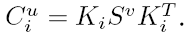 $C_i^u = K_i S^v K_i^T.$